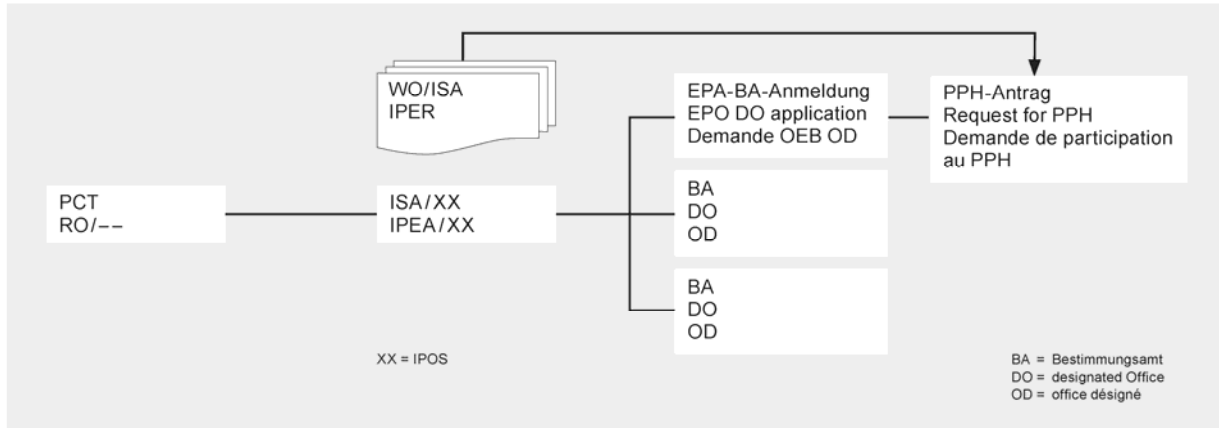 WO/ISA
IPER
EPA-BA-Anmeldung
EPO DO application
Demande OEB OD
PPH-Antrag
Request for PPH
Demande de participation
au PPH
PCT
RO/––
ISA/XX
IPEA/XX
BA
DO
OD
BA
DO
OD
XX = IPOS
BA = Bestimmungsamt
DO = designated Office
OD = office désigné